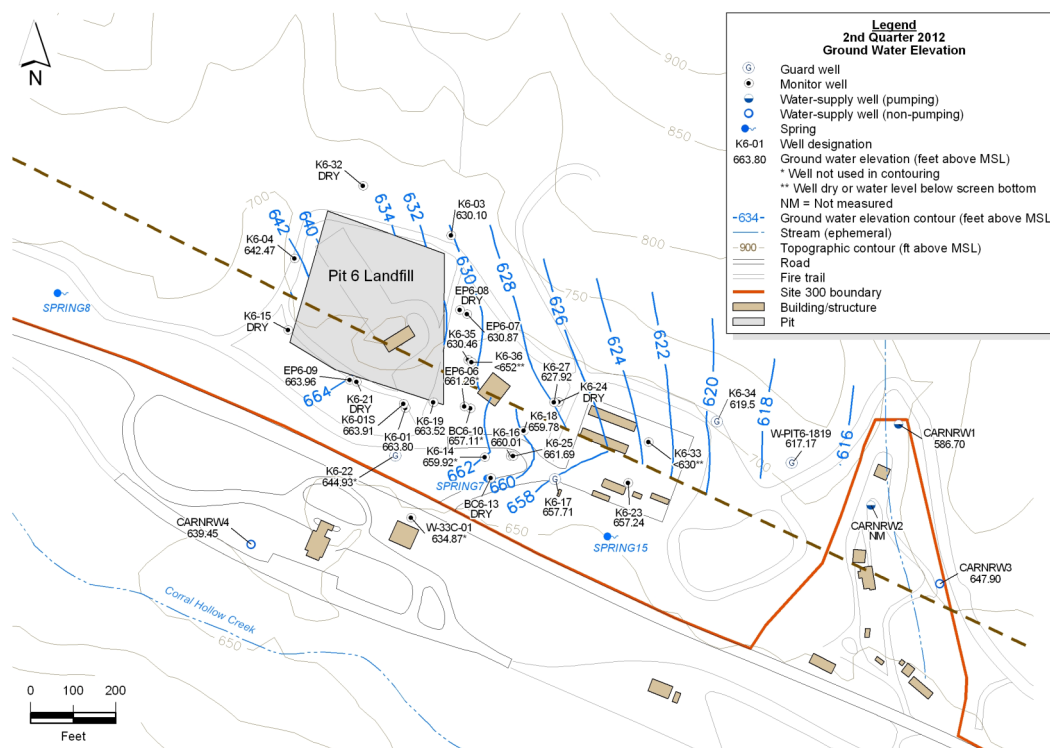 Legend
2nd Quarter 2012
Ground Water Elevation
G Guard well
Monitor well
Water-supply well (pumping)
Water-supply well (non-pumping)
Spring
K6-01 Well designation
663.80 Ground water elevation (feet above MSL)
* Well not used in contouring
** Well dry or water level below screen bottom
NM = Not measured
634 Ground water elevation contour (feet above MSL)
Stream (ephemeral)
900 Topographic contour (ft above MSL)
Road
Fire trail
Site 300 boundary
Building/structure
Pit
N
900
850
800
750
700
700
650
650
K6-32
DRY
K6-03
630.10
K6-04
642.47
642
640
634
632
630
628
626
624
622
620
618
616
Pit 6 Landfill
EP6-08
DRY
EP6-07
630.87
SPRING8
K6-15
DRY
K6-35
630.46
K6-36
<652**
EP6-09
663.96
664
K6-21
DRY
EP6-06
661.26*
K6-27
627.92
K6-24
DRY
K6-34
619.5
K6-01S
663.91
K6-01
663.80
K6-19
663.52
BC6-10
657.11*
K6-16
660.01
K6-18
659.78
K6-14
659.92*
K6-25
661.69
K6-33
<630**
W-PIT6-1819
617.17
CARNRW1
586.70
K6-22
644.93*
662
660
658
SPRING7
BC6-13
DRY
K6-17
657.71
K6-23
657.24
W-33C-01
634.87*
SPRING15
CARNRW4
639.45
CARNRW2
NM
CARNRW3
647.90
Corral Hollow Creek
0 100 200
Feet